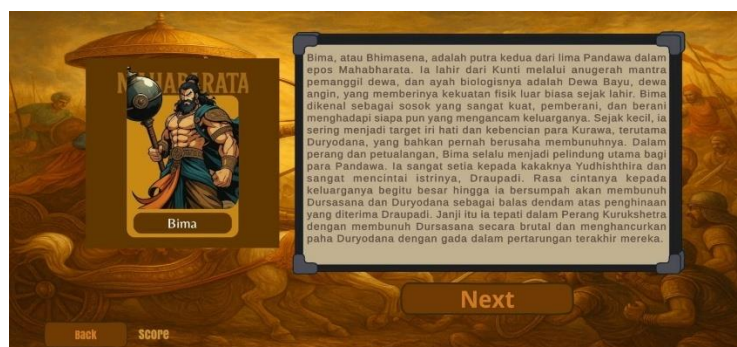 MAHABARATA
Bima
Bima, atau Bhimasena, adalah putra kedua dari lima Pandawa dalam
epos Mahabharata. Ia lahir dari Kunti melalui anugerah mantra
pemanggil dewa, dan ayah biologisnya adalah Dewa Bayu, dewa
angin, yang memberinya kekuatan fisik luar biasa sejak lahir. Bima
dikenal sebagai sosok yang sangat kuat, pemberani, dan berani
menghadapi siapa pun yang mengancam keluarganya. Sejak kecil, ia
sering menjadi target iri hati dan kebencian para Kurawa, terutama
Duryodana, yang bahkan pernah berusaha membunuhnya. Dalam
perang dan petualangan, Bima selalu menjadi pelindung utama bagi
para Pandawa. Ia sangat setia kepada kakaknya Yudhishthira dan
sangat mencintai istrinya, Draupadi. Rasa cintanya kepada
keluarganya begitu besar hingga ia bersumpah akan membunuh
Dursasana dan Duryodana sebagai balas dendam atas penghinaan
yang diterima Draupadi. Janji itu ia tepati dalam Perang Kurukshetra
dengan membunuh Dursasana secara brutal dan menghancurkan
paha Duryodana dengan gada dalam pertarungan terakhir mereka.
Next
Back
Score